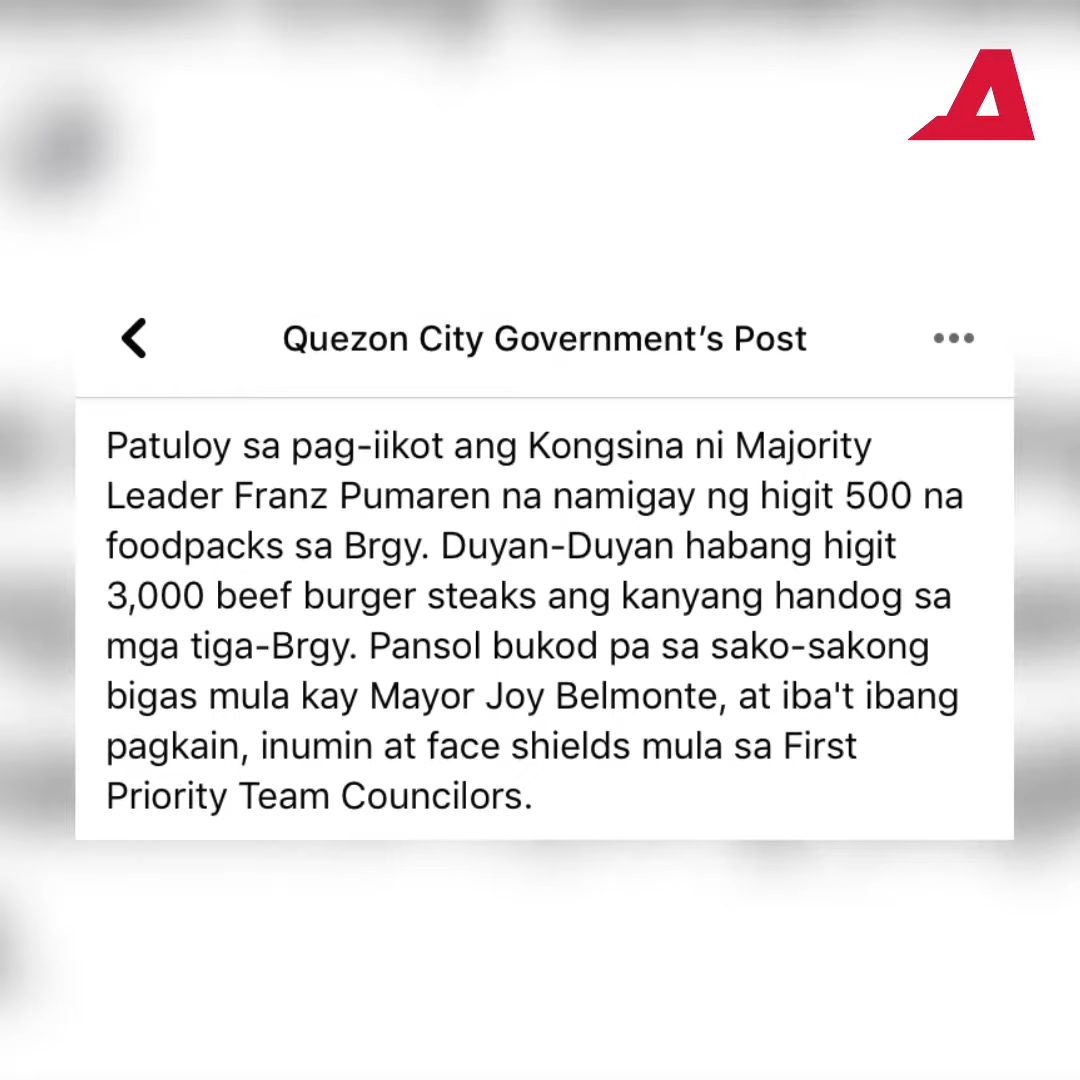 Quezon City Government’s Post
Patuloy sa pag-iikot ang Kongsina ni Majority
Leader Franz Pumaren na namigay ng higit 500 na
foodpacks sa Brgy. Duyan-Duyan habang higit
3,000 beef burger steaks ang kanyang handog sa
mga tiga-Brgy. Pansol bukod pa sa sako-sakong
bigas mula kay Mayor Joy Belmonte, at iba't ibang
pagkain, inumin at face shields mula sa First
Priority Team Councilors.